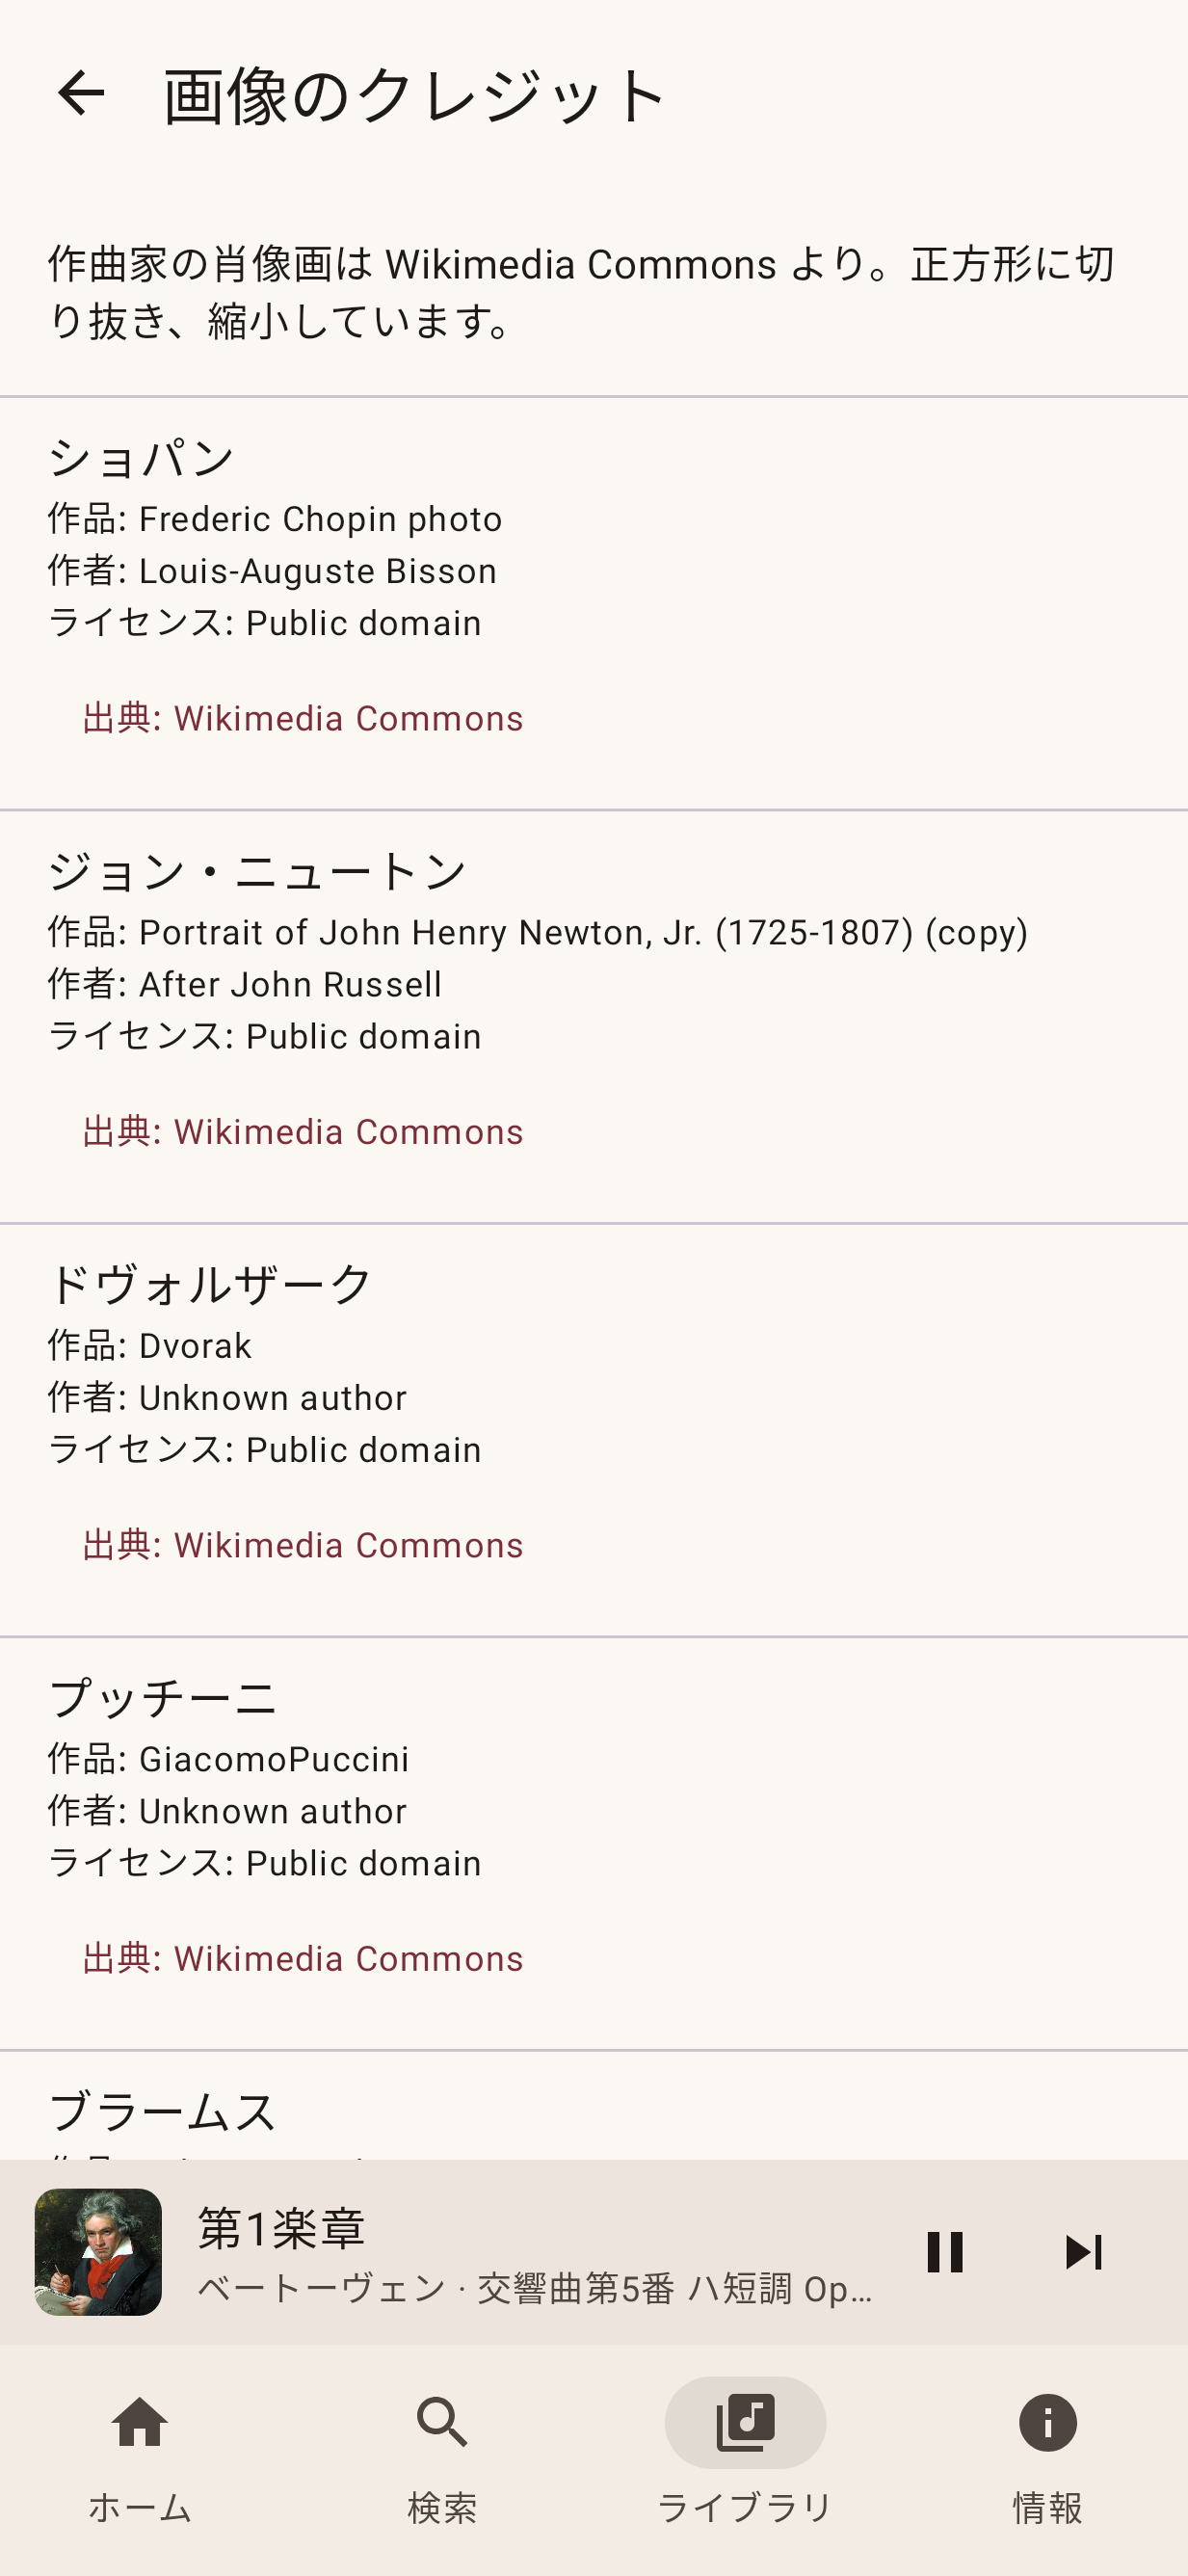 画像のクレジット
作曲家の肖像画は Wikimedia Commons より。正方形に切
り抜き、縮小しています。
ショパン
作品: Frederic Chopin photo
作者: Louis-Auguste Bisson
ライセンス: Public domain
出典: Wikimedia Commons
ジョン・ニュートン
作品: Portrait of John Henry Newton, Jr. (1725-1807) (copy)
作者: After John Russell
ライセンス: Public domain
出典: Wikimedia Commons
ドヴォルザーク
作品: Dvorak
作者: Unknown author
ライセンス: Public domain
出典: Wikimedia Commons
プッチーニ
作品: GiacomoPuccini
作者: Unknown author
ライセンス: Public domain
出典: Wikimedia Commons
ブラームス
第1楽章
ベートーヴェン · 交響曲第5番 ハ短調 Op…
ホーム
検索
ライブラリ
情報